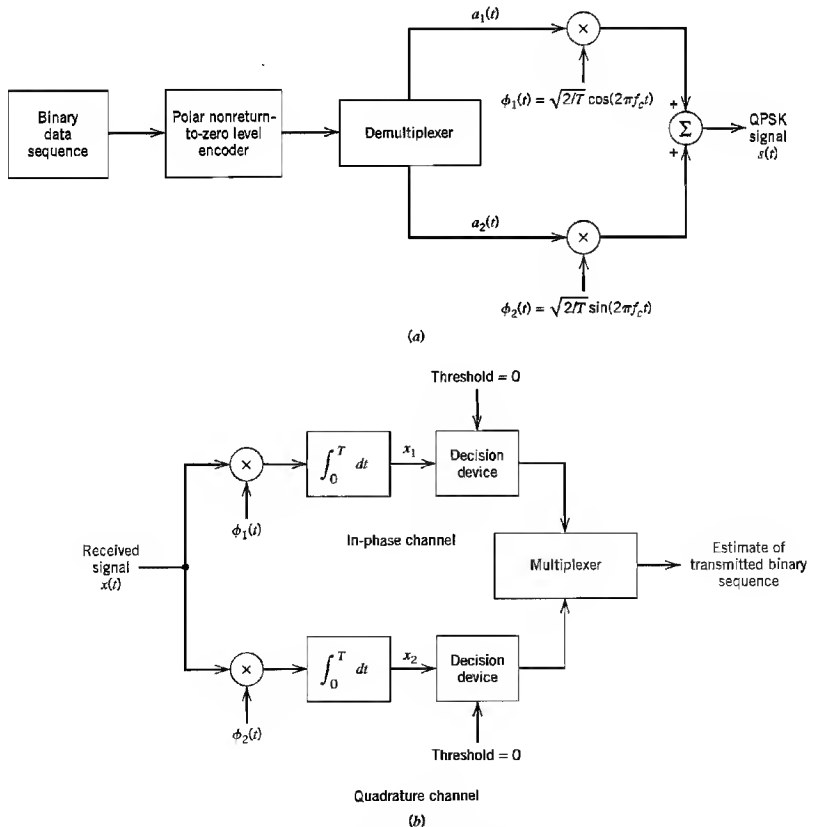 a₁(t)
×
ϕ₁(t) = √2/T cos(2πf_c t)
Binary
data
sequence
Polar nonreturn-
to-zero level
encoder
Demultiplexer
+
Σ
+
QPSK
signal
s(t)
a₂(t)
×
ϕ₂(t) = √2/T sin(2πf_c t)
(a)
Threshold = 0
×
∫₀ᵀ dt
x₁
Decision
device
ϕ₁(t)
In-phase channel
Received
signal
x(t)
Multiplexer
Estimate of
transmitted binary
sequence
×
∫₀ᵀ dt
x₂
Decision
device
ϕ₂(t)
Threshold = 0
Quadrature channel
(b)